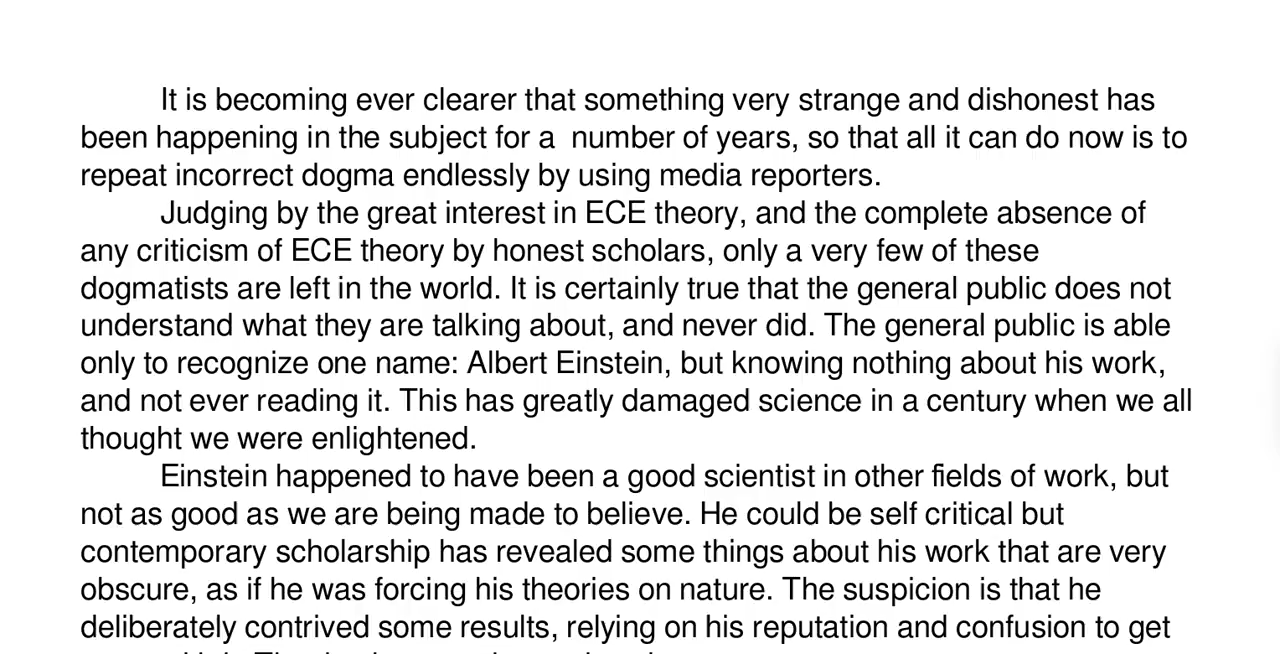 It is becoming ever clearer that something very strange and dishonest has
been happening in the subject for a  number of years, so that all it can do now is to
repeat incorrect dogma endlessly by using media reporters.
Judging by the great interest in ECE theory, and the complete absence of
any criticism of ECE theory by honest scholars, only a very few of these
dogmatists are left in the world. It is certainly true that the general public does not
understand what they are talking about, and never did. The general public is able
only to recognize one name: Albert Einstein, but knowing nothing about his work,
and not ever reading it. This has greatly damaged science in a century when we all
thought we were enlightened.
Einstein happened to have been a good scientist in other fields of work, but
not as good as we are being made to believe. He could be self critical but
contemporary scholarship has revealed some things about his work that are very
obscure, as if he was forcing his theories on nature. The suspicion is that he
deliberately contrived some results, relying on his reputation and confusion to get